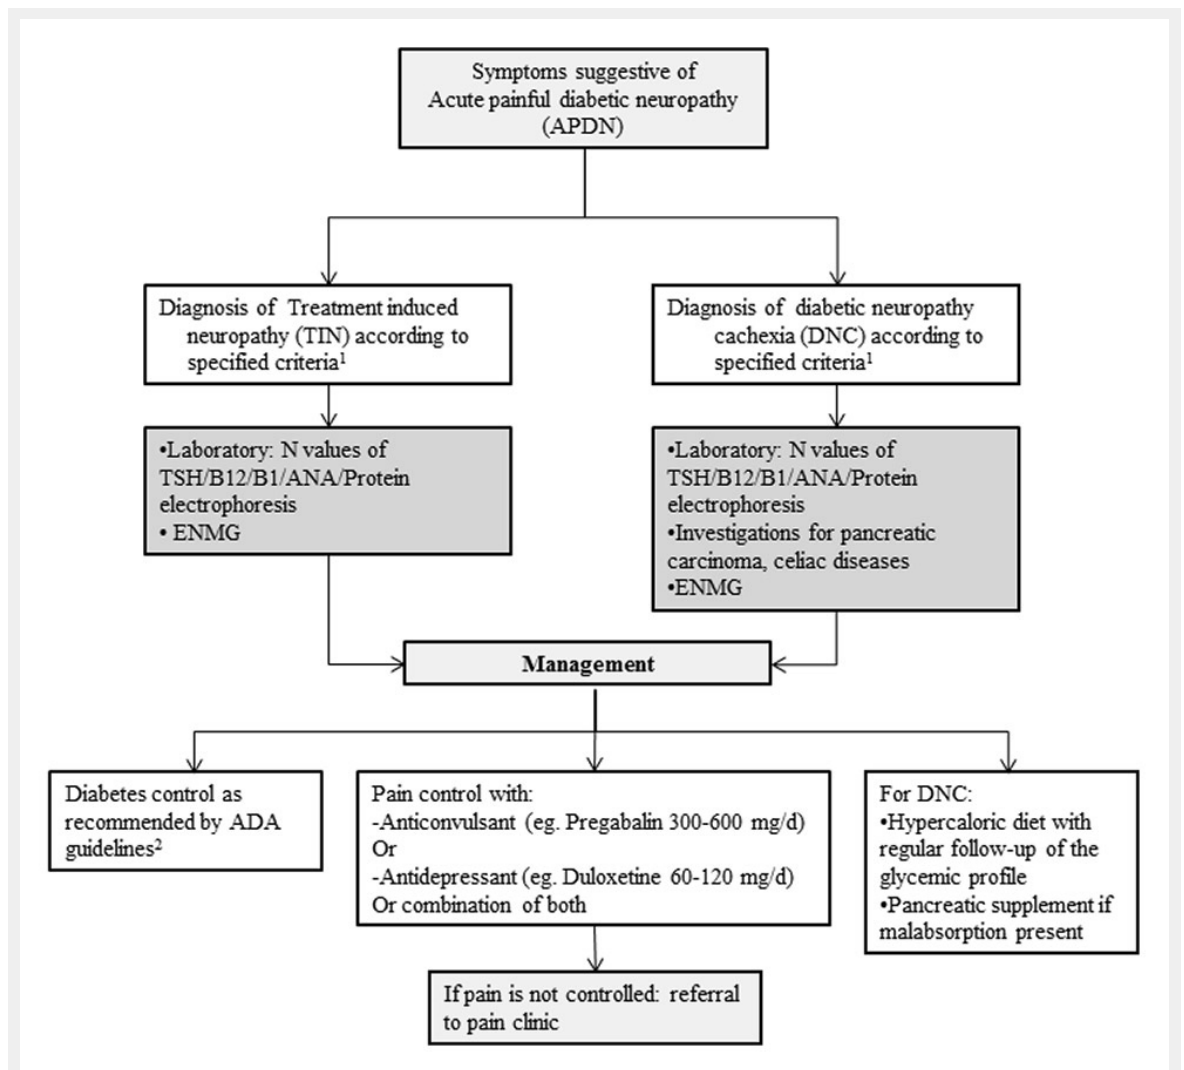 Symptoms suggestive of
Acute painful diabetic neuropathy
(APDN)
Diagnosis of Treatment induced
neuropathy (TIN) according to
specified criteria¹
Diagnosis of diabetic neuropathy
cachexia (DNC) according to
specified criteria¹
•Laboratory: N values of
TSH/B12/B1/ANA/Protein
electrophoresis
• ENMG
•Laboratory: N values of
TSH/B12/B1/ANA/Protein
electrophoresis
•Investigations for pancreatic
carcinoma, celiac diseases
•ENMG
Management
Diabetes control as
recommended by ADA
guidelines²
Pain control with:
-Anticonvulsant (eg. Pregabalin 300-600 mg/d)
Or
-Antidepressant (eg. Duloxetine 60-120 mg/d)
Or combination of both
For DNC:
•Hypercaloric diet with
regular follow-up of the
glycemic profile
•Pancreatic supplement if
malabsorption present
If pain is not controlled: referral
to pain clinic